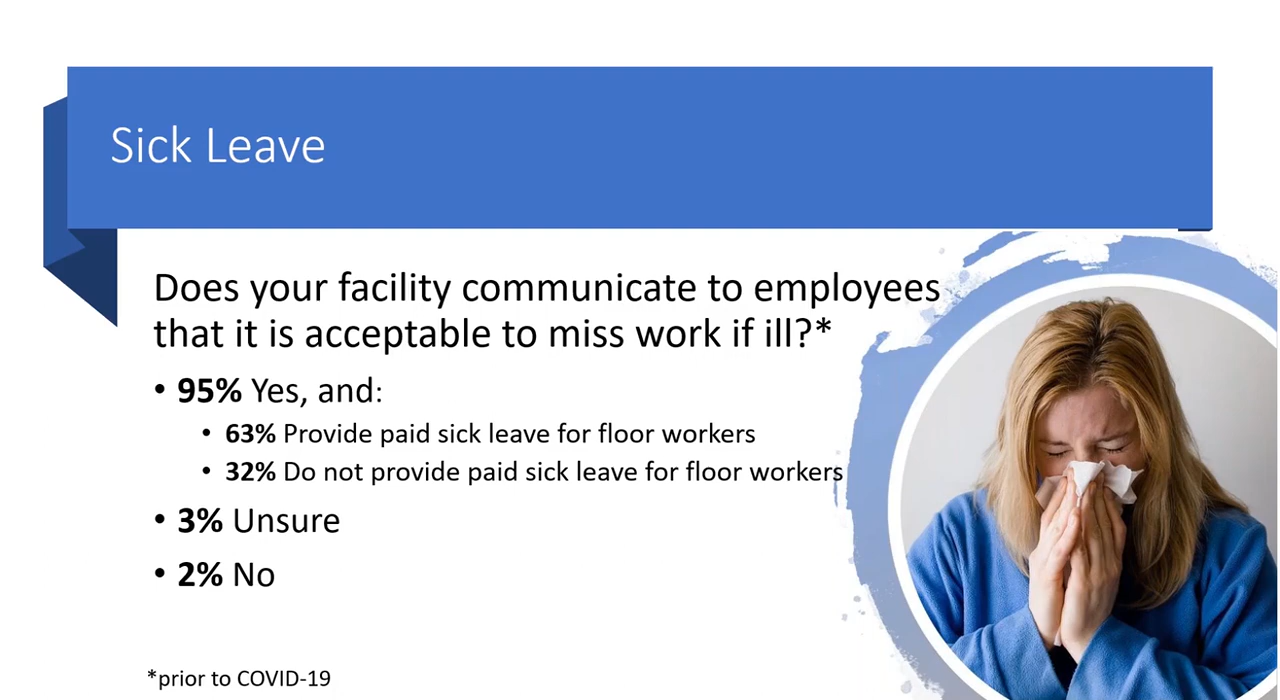 Sick Leave
Does your facility communicate to employees
that it is acceptable to miss work if ill?*
• 95% Yes, and:
• 63% Provide paid sick leave for floor workers
• 32% Do not provide paid sick leave for floor workers
• 3% Unsure
• 2% No
*prior to COVID-19